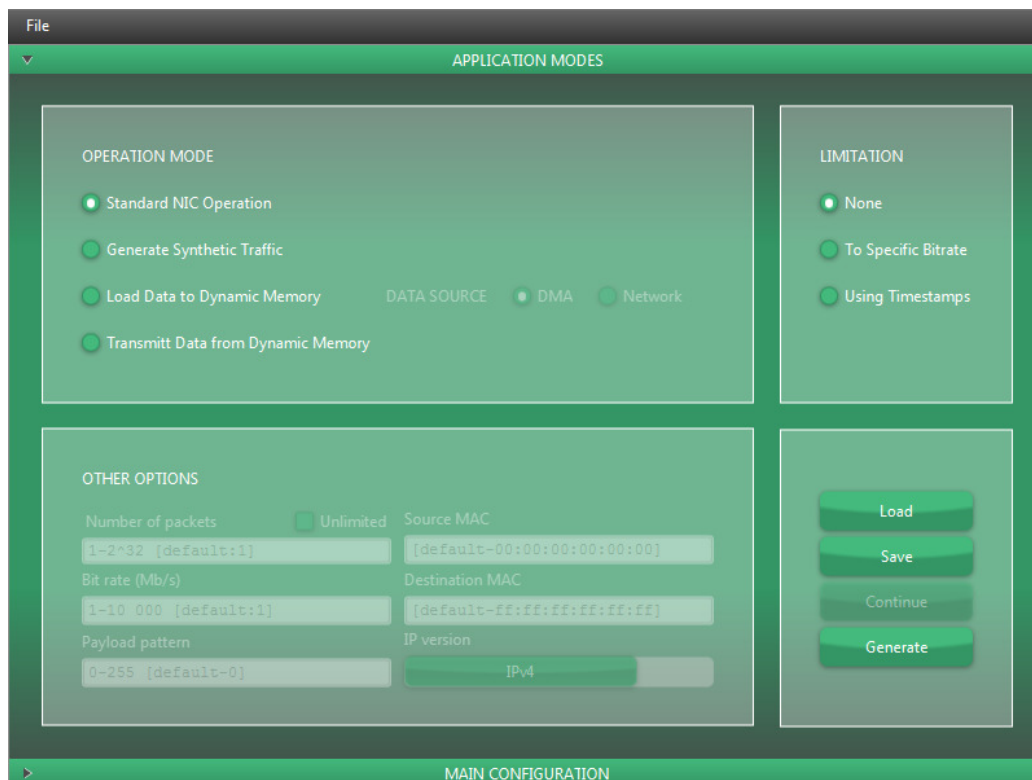 File
APPLICATION MODES
OPERATION MODE
Standard NIC Operation
Generate Synthetic Traffic
Load Data to Dynamic Memory DATA SOURCE DMA Network
Transmitt Data from Dynamic Memory
LIMITATION
None
To Specific Bitrate
Using Timestamps
OTHER OPTIONS
Number of packets Unlimited
1-2^32 [default:1]
Bit rate (Mb/s)
1-10 000 [default:1]
Payload pattern
0-255 [default-0]
Source MAC
[default-00:00:00:00:00:00]
Destination MAC
[default-ff:ff:ff:ff:ff:ff]
IP version
IPv4
Load
Save
Continue
Generate
MAIN CONFIGURATION